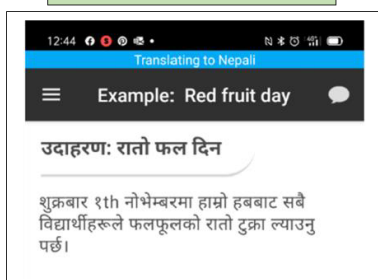 12:44
Translating to Nepali
Example: Red fruit day
उदाहरण: रातो फल दिन
शुक्रबार १th नोभेम्बरमा हाम्रो हबबाट सबै
विद्यार्थीहरूले फलफूलको रातो टुक्रा ल्याउनु
पर्छ।